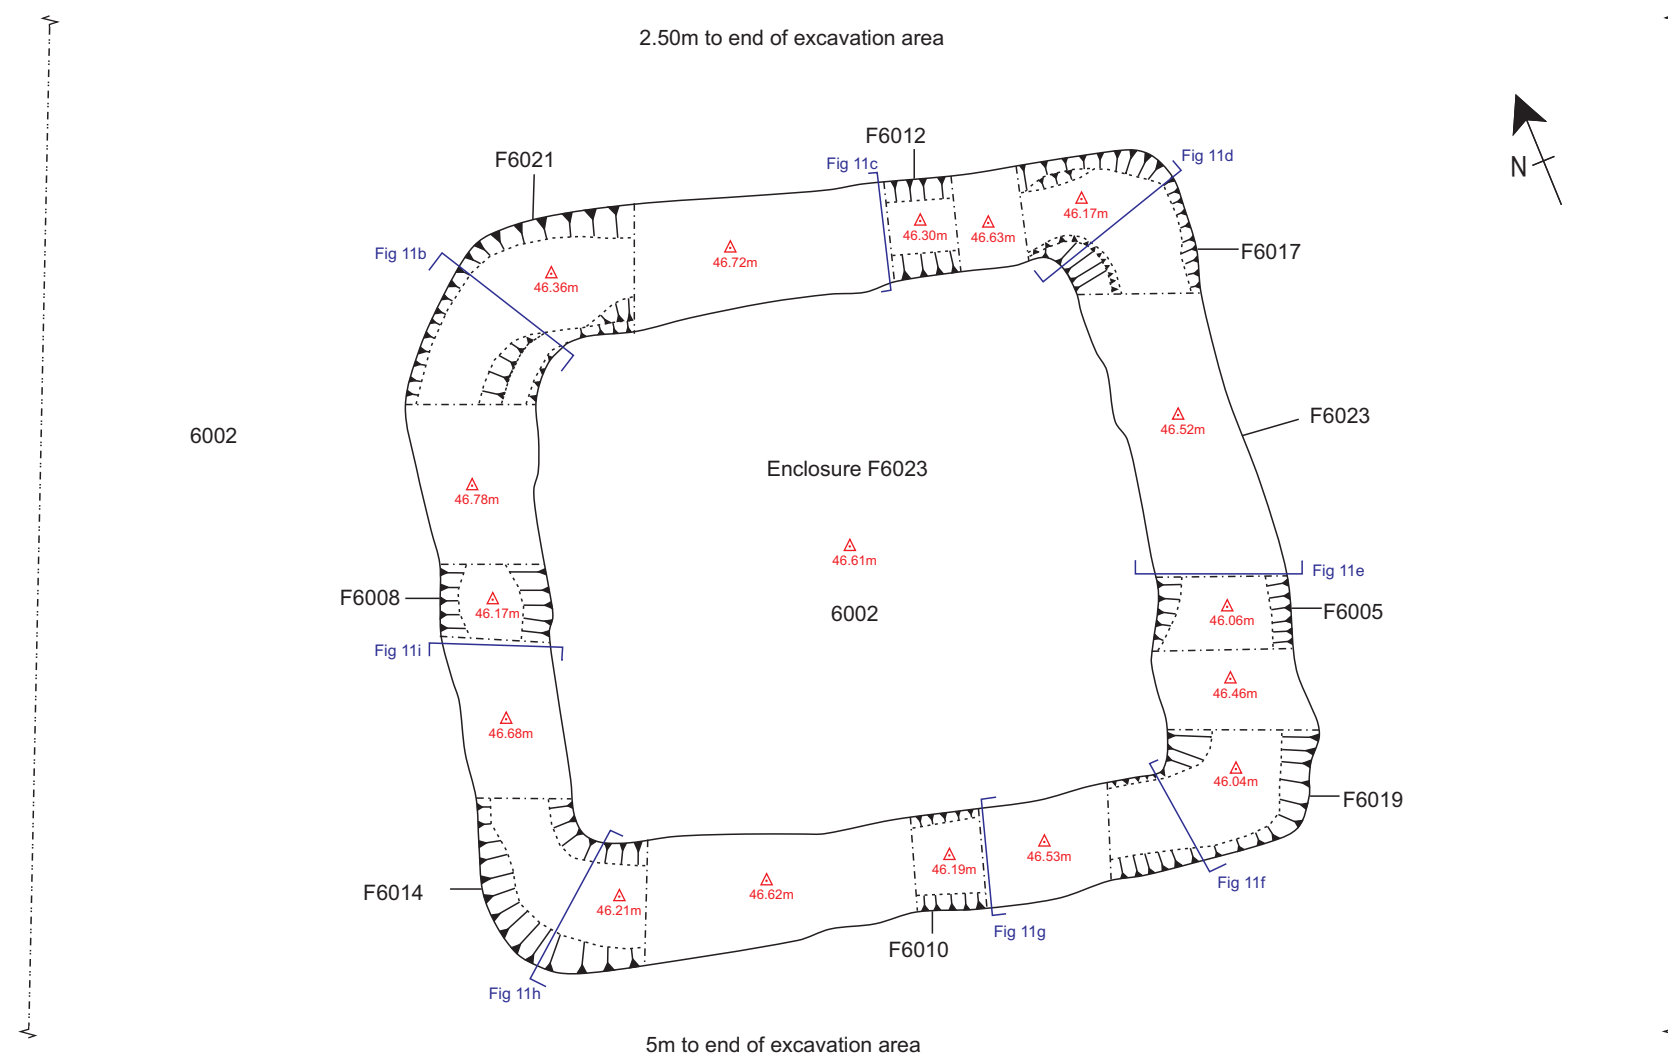 2.50m to end of excavation area
F6012
Fig 11c
Fig 11d
F6021
N
46.17m
46.30m
46.63m
F6017
Fig 11b
46.72m
46.36m
F6023
46.52m
6002
Enclosure F6023
46.78m
46.61m
Fig 11e
F6008
46.17m
6002
46.06m
F6005
Fig 11i
46.46m
46.68m
46.04m
F6019
46.53m
46.19m
Fig 11f
F6014
46.62m
46.21m
Fig 11g
F6010
Fig 11h
5m to end of excavation area